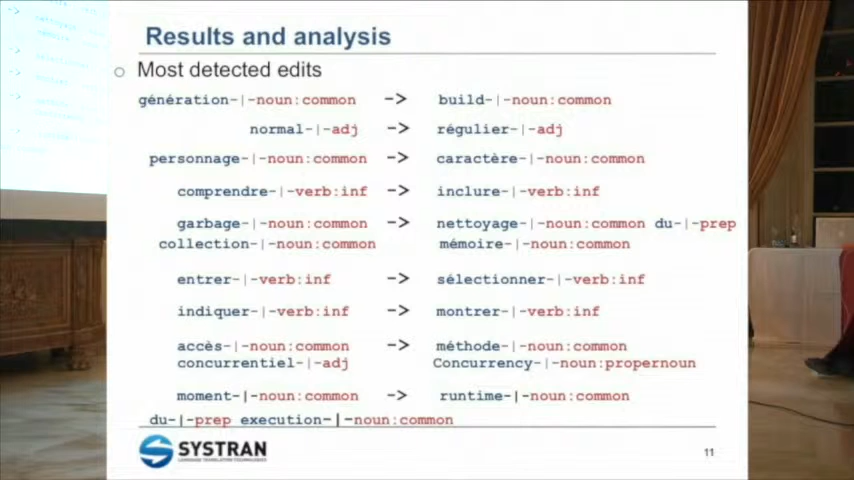 Results and analysis
Most detected edits
génération-|-noun:common -> build-|-noun:common
normal-|-adj -> régulier-|-adj
personnage-|-noun:common -> caractère-|-noun:common
comprendre-|-verb:inf -> inclure-|-verb:inf
garbage-|-noun:common -> nettoyage-|-noun:common du-|-prep
collection-|-noun:common mémoire-|-noun:common
entrer-|-verb:inf -> sélectionner-|-verb:inf
indiquer-|-verb:inf -> montrer-|-verb:inf
accès-|-noun:common -> méthode-|-noun:common
concurrentiel-|-adj Concurrency-|-noun:propernoun
moment-|-noun:common -> runtime-|-noun:common
du-|-prep execution-|-noun:common
SYSTRAN
11